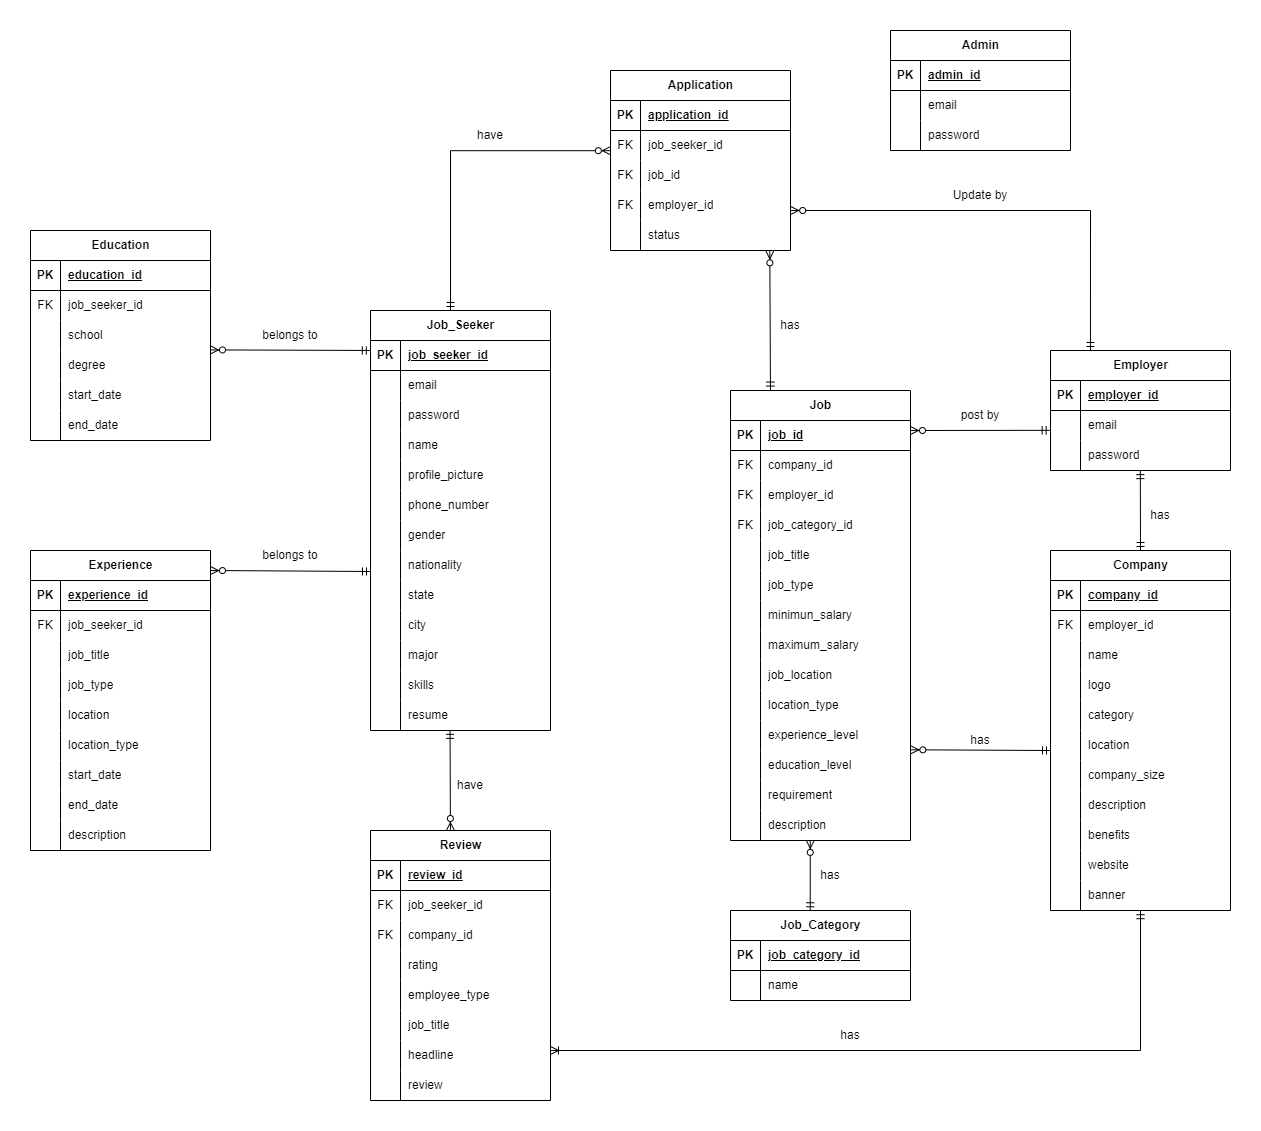 Admin
PK admin_id
email
password
Application
PK application_id
FK job_seeker_id
FK job_id
FK employer_id
status
have
Update by
Education
PK education_id
FK job_seeker_id
school
degree
start_date
end_date
belongs to
Job_Seeker
PK job_seeker_id
email
password
name
profile_picture
phone_number
gender
nationality
state
city
major
skills
resume
has
Employer
PK employer_id
email
password
post by
Job
PK job_id
FK company_id
FK employer_id
FK job_category_id
job_title
job_type
minimun_salary
maximum_salary
job_location
location_type
experience_level
education_level
requirement
description
has
Experience
PK experience_id
FK job_seeker_id
job_title
job_type
location
location_type
start_date
end_date
description
belongs to
Company
PK company_id
FK employer_id
name
logo
category
location
company_size
description
benefits
website
banner
has
have
Review
PK review_id
FK job_seeker_id
FK company_id
rating
employee_type
job_title
headline
review
has
Job_Category
PK job_category_id
name
has